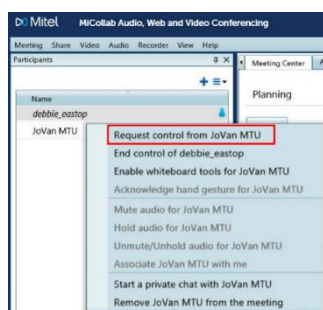 Mitel MiCollab Audio, Web and Video Conferencing
Meeting Share Video Audio Recorder View Help
Participants
Meeting Center
Name
Planning
debbie_eastop
JoVan MTU
Request control from JoVan MTU
End control of debbie_eastop
Enable whiteboard tools for JoVan MTU
Acknowledge hand gesture for JoVan MTU
Mute audio for JoVan MTU
Hold audio for JoVan MTU
Unmute/Unhold audio for JoVan MTU
Associate JoVan MTU with me
Start a private chat with JoVan MTU
Remove JoVan MTU from the meeting